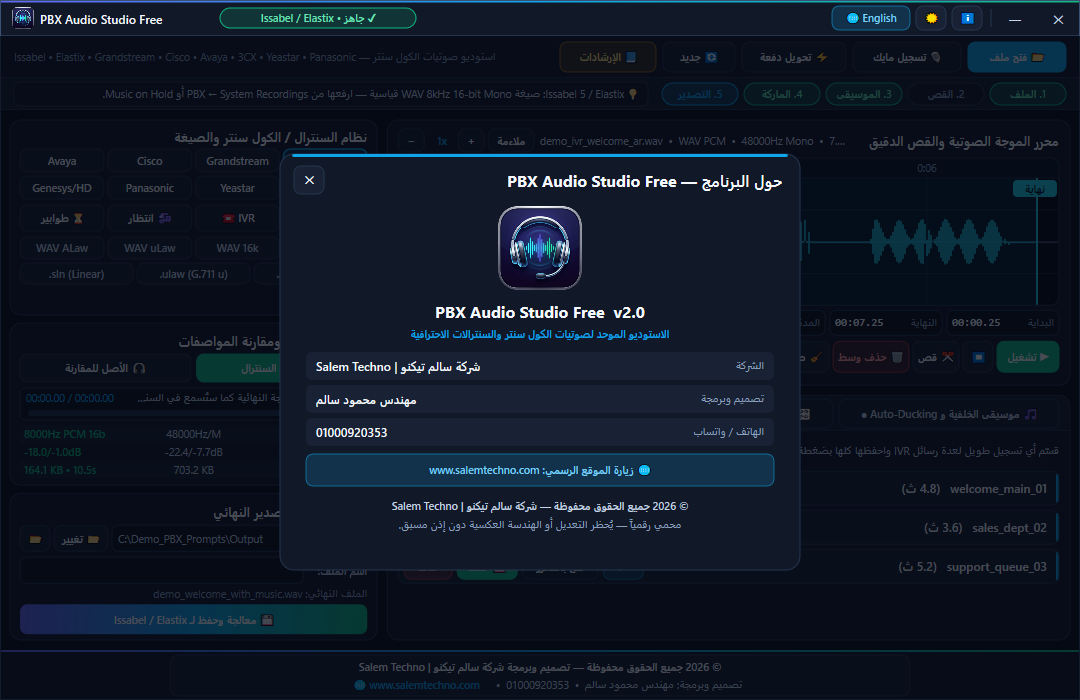 PBX Audio Studio Free
Issabel / Elastix • جاهز ✓
English
Issabel • Elastix • Grandstream • Cisco • Avaya • 3CX • Yeastar • Panasonic — استوديو صوتيات الكول سنتر
الإرشادات
جديد
تحويل دفعة
تسجيل مايك
فتح ملف
Issabel 5 / Elastix: صيغة WAV 8kHz 16-bit Mono قياسية — ارفعها من PBX ← System Recordings أو Music on Hold.
5. التصدير
4. الماركة
3. الموسيقى
2. القص
1. الملف
نظام السنترال / الكول سنتر والصيغة
Avaya
Cisco
Grandstream
Genesys/HD
Panasonic
Yeastar
طوابير
انتظار
IVR
WAV ALaw
WAV uLaw
WAV 16k
.sln (Linear)
.ulaw (G.711 u)
محرر الموجة الصوتية والقص الدقيق
demo_ivr_welcome_ar.wav • WAV PCM • 48000Hz Mono • 7....
ملاءمة
+
1x
−
0:06
نهاية
البداية
00:00.25
النهاية
00:07.25
تشغيل
قص
حذف وسط
ومقارنة المواصفات
الأصل للمقارنة
السنترال
00:00.00 / 00:00.00
8000Hz PCM 16b
48000Hz/M
-18.0/-1.0dB
-22.4/-7.7dB
164.1 KB • 10.5s
703.2 KB
موسيقى الخلفية و Auto-Ducking
قسّم أي تسجيل طويل لعدة رسائل IVR واحفظها كلها بضغطة
welcome_main_01 (4.8 ث)
sales_dept_02 (3.6 ث)
support_queue_03 (5.2 ث)
تغيير
C:\Demo_PBX_Prompts\Output
اسم الملف:
الملف النهائي: demo_welcome_with_music.wav
معالجة وحفظ لـ Issabel / Elastix
حول البرنامج — PBX Audio Studio Free
PBX Audio Studio Free v2.0
الاستوديو الموحد لصوتيات الكول سنتر والسنترالات الاحترافية
الشركة
شركة سالم تيكنو | Salem Techno
تصميم وبرمجة
مهندس محمود سالم
الهاتف / واتساب
01000920353
زيارة الموقع الرسمي: www.salemtechno.com
© 2026 جميع الحقوق محفوظة — شركة سالم تيكنو | Salem Techno
محمي رقمياً — يُحظر التعديل أو الهندسة العكسية دون إذن مسبق.
© 2026 جميع الحقوق محفوظة — تصميم وبرمجة شركة سالم تيكنو | Salem Techno
تصميم وبرمجة: مهندس محمود سالم • 01000920353 • www.salemtechno.com